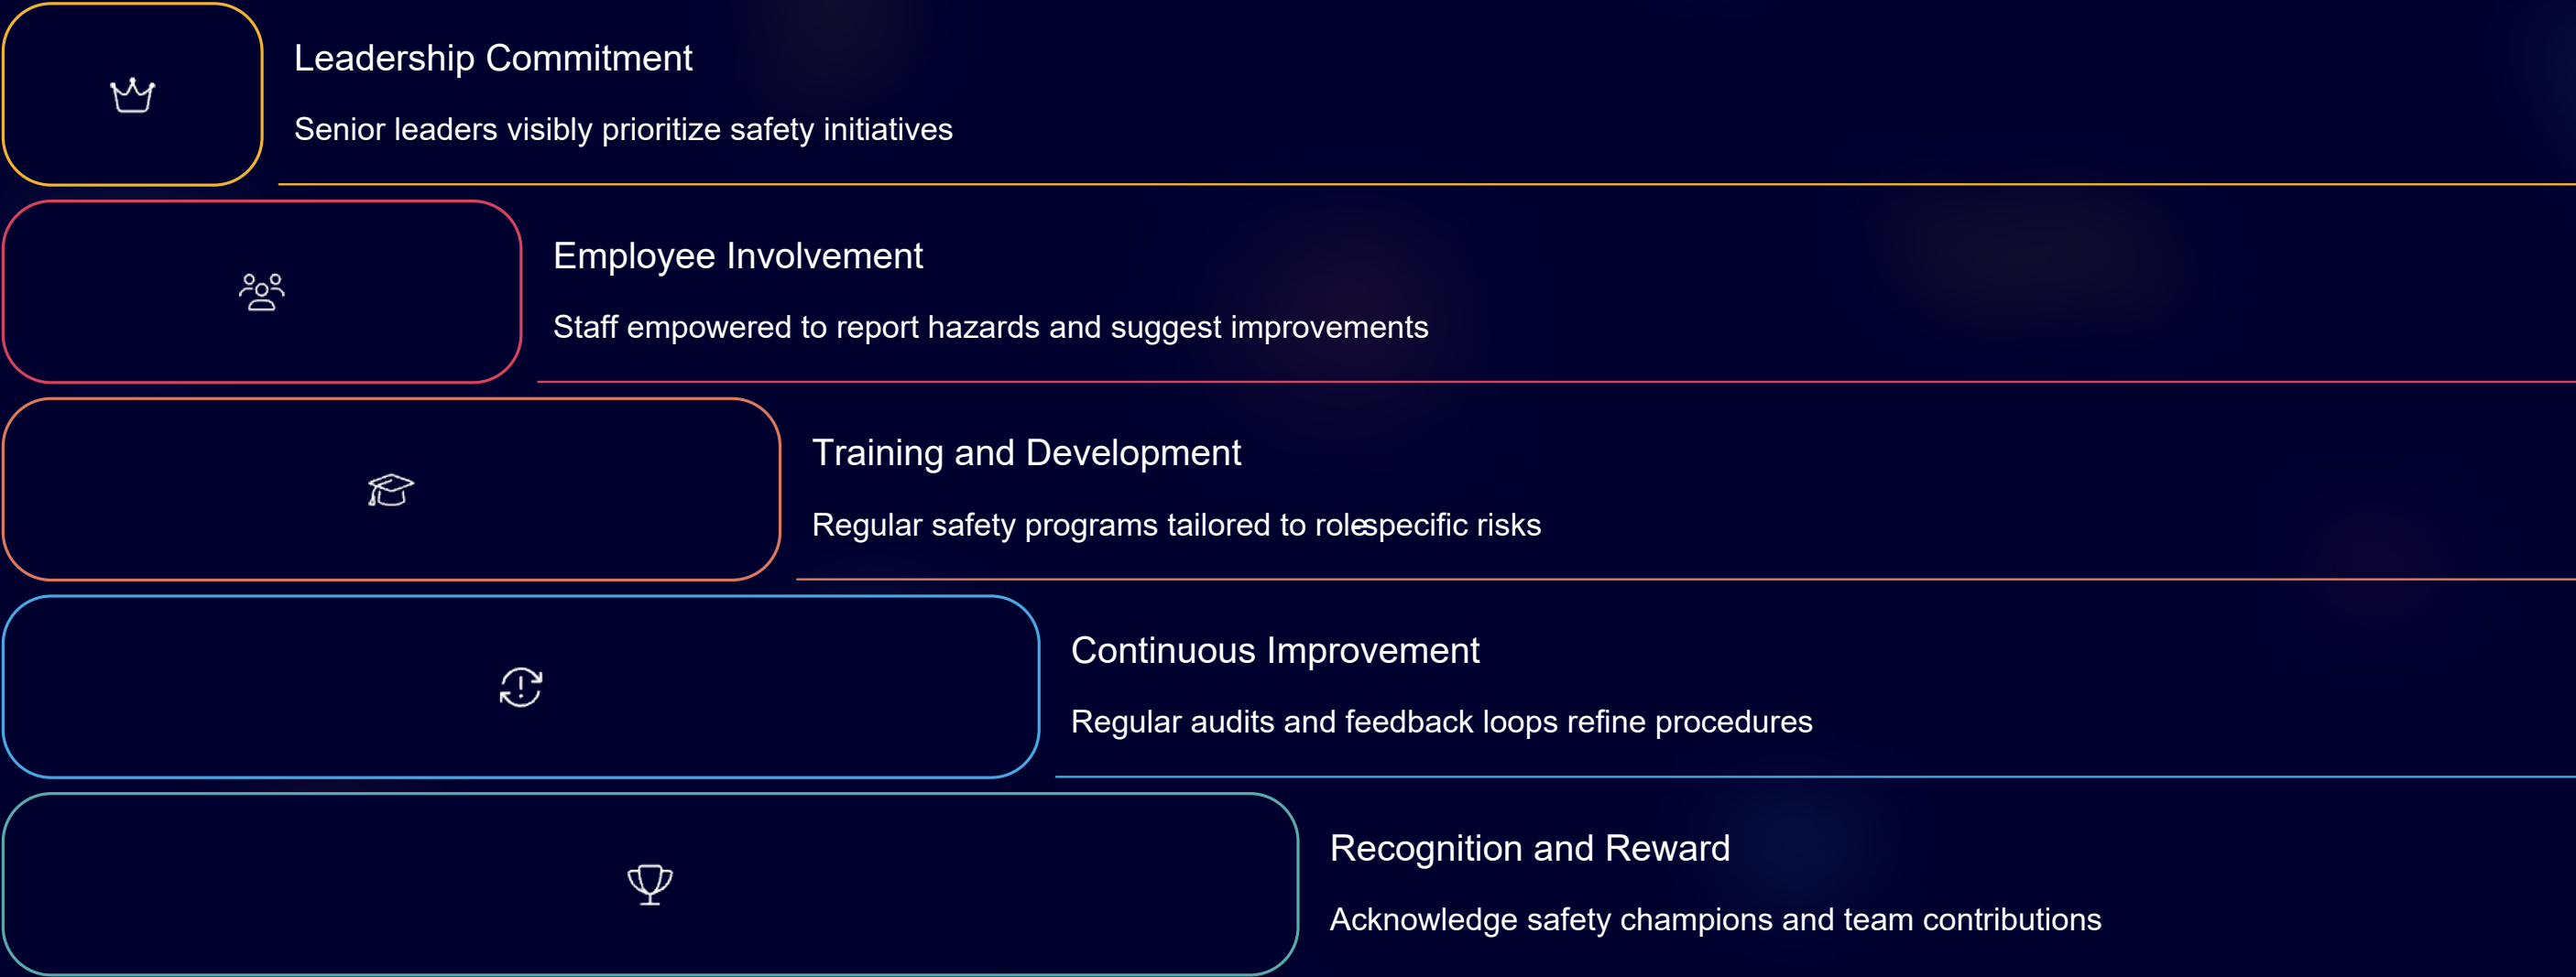 Leadership Commitment
Senior leaders visibly prioritize safety initiatives
Employee Involvement
Staff empowered to report hazards and suggest improvements
Training and Development
Regular safety programs tailored to role-specific risks
Continuous Improvement
Regular audits and feedback loops refine procedures
Recognition and Reward
Acknowledge safety champions and team contributions